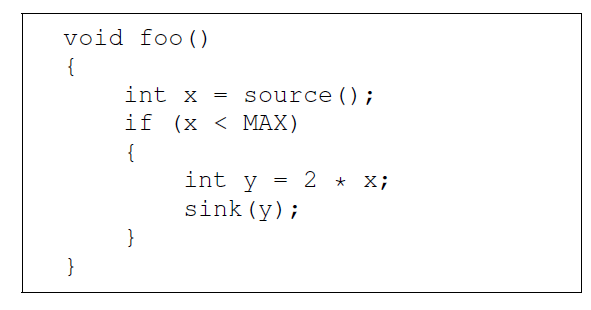 void foo()
{
    int x = source();
    if (x < MAX)
    {
        int y = 2 * x;
        sink(y);
    }
}